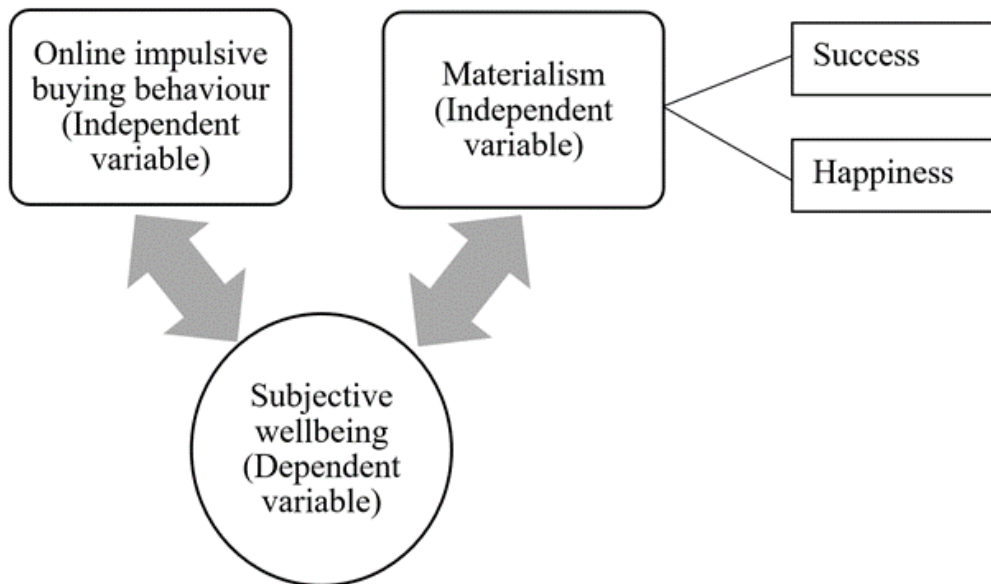 Online impulsive
buying behaviour
(Independent
variable)
Materialism
(Independent
variable)
Success
Happiness
Subjective
wellbeing
(Dependent
variable)